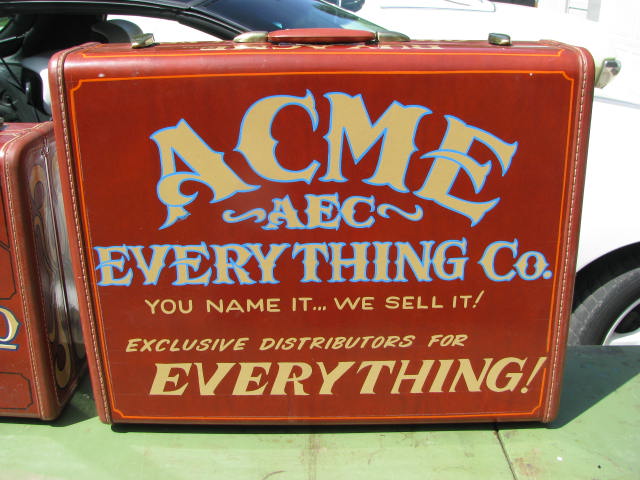 ACME
~AEC~
EVERYTHING Co.
YOU NAME IT... WE SELL IT!
EXCLUSIVE DISTRIBUTORS FOR
EVERYTHING!